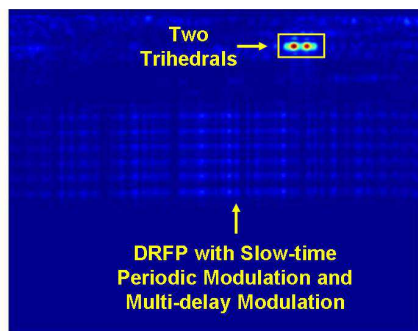 Two
Trihedrals
DRFP with Slow-time
Periodic Modulation and
Multi-delay Modulation